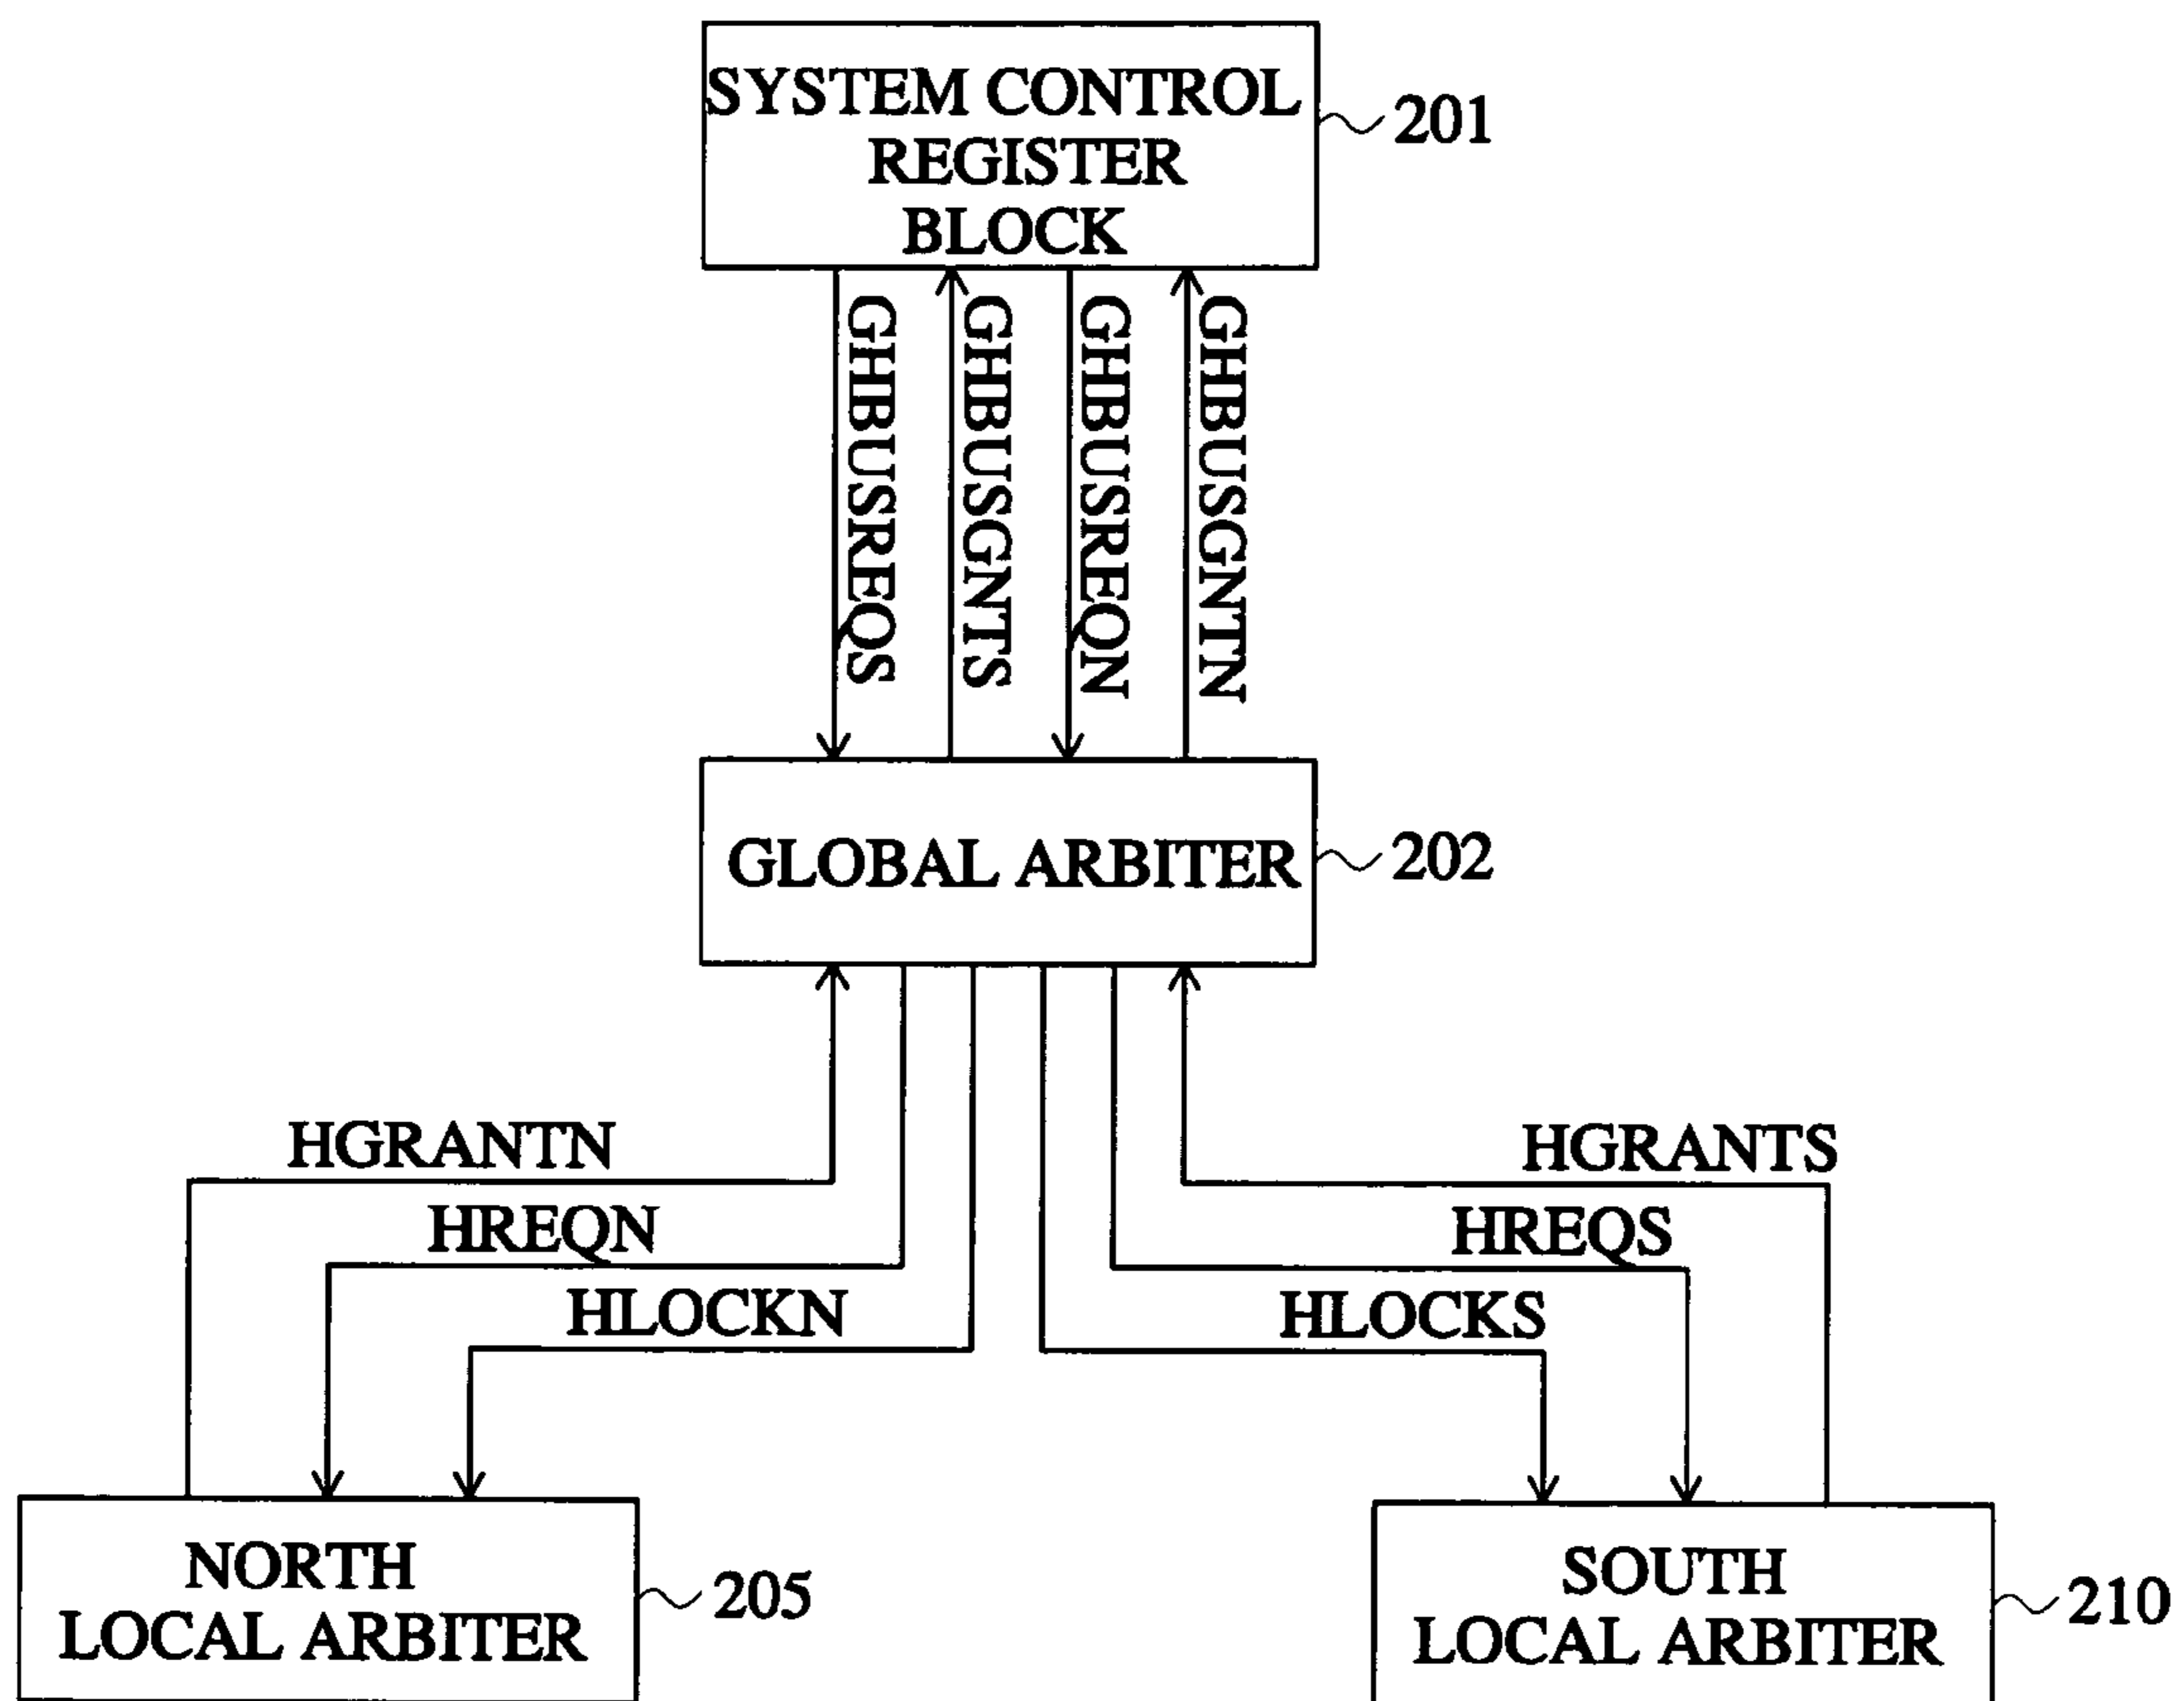 SYSTEM CONTROL
REGISTER
BLOCK
201
GHBUSREQS
GHBUSGNTS
GHBUSREQN
GHBUSGNTN
GLOBAL ARBITER
202
HGRANTN
HGRANTS
HREQN
HREQS
HLOCKN
HLOCKS
NORTH
LOCAL ARBITER
205
SOUTH
LOCAL ARBITER
210